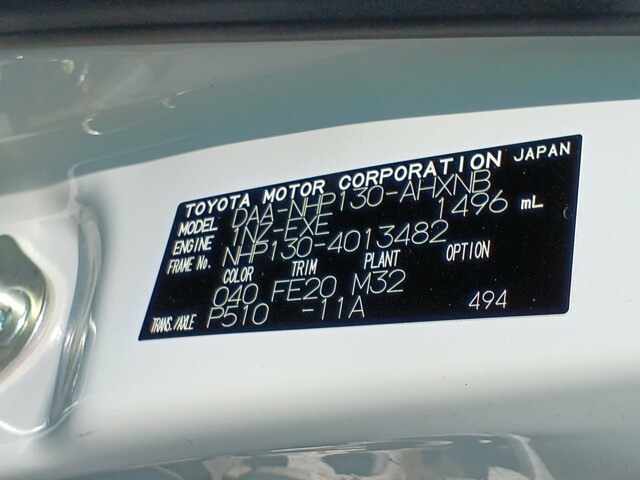 TOYOTA MOTOR CORPORATION JAPAN
MODEL DAA-NHP130-AHXNB
ENGINE 1NZ-EXE 1496 mL
FRAME No. NHP130-4013482
COLOR TRIM PLANT OPTION
040 FE20 M32
TRANS./AXLE P510 -11A 494